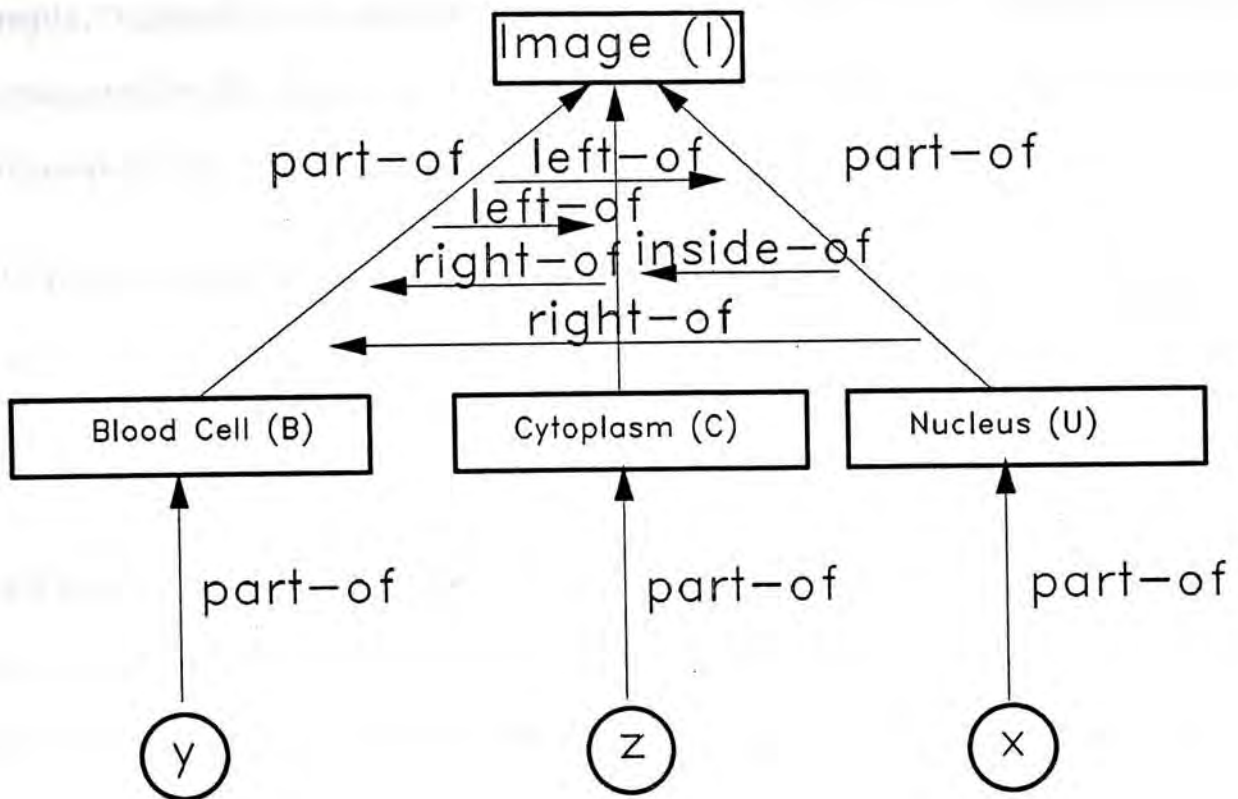 Image (I)
part-of left-of part-of
left-of
right-of inside-of
right-of
Blood Cell (B) Cytoplasm (C) Nucleus (U)
part-of part-of part-of
y z x